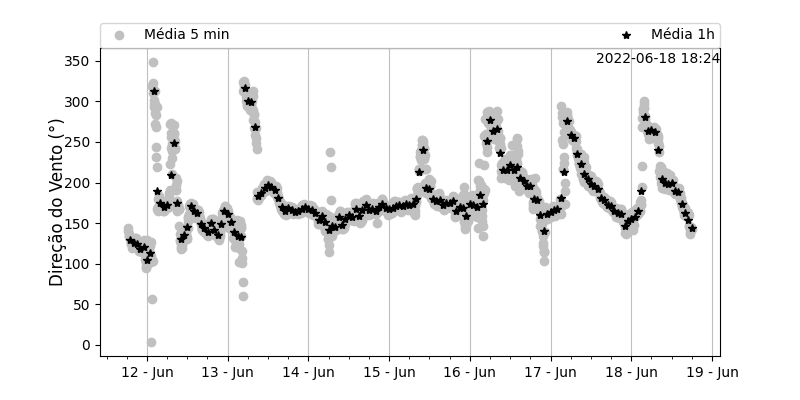 Média 5 min
Média 1h
2022-06-18 18:24
Direção do Vento (°)
350
300
250
200
150
100
50
0
12 - Jun
13 - Jun
14 - Jun
15 - Jun
16 - Jun
17 - Jun
18 - Jun
19 - Jun